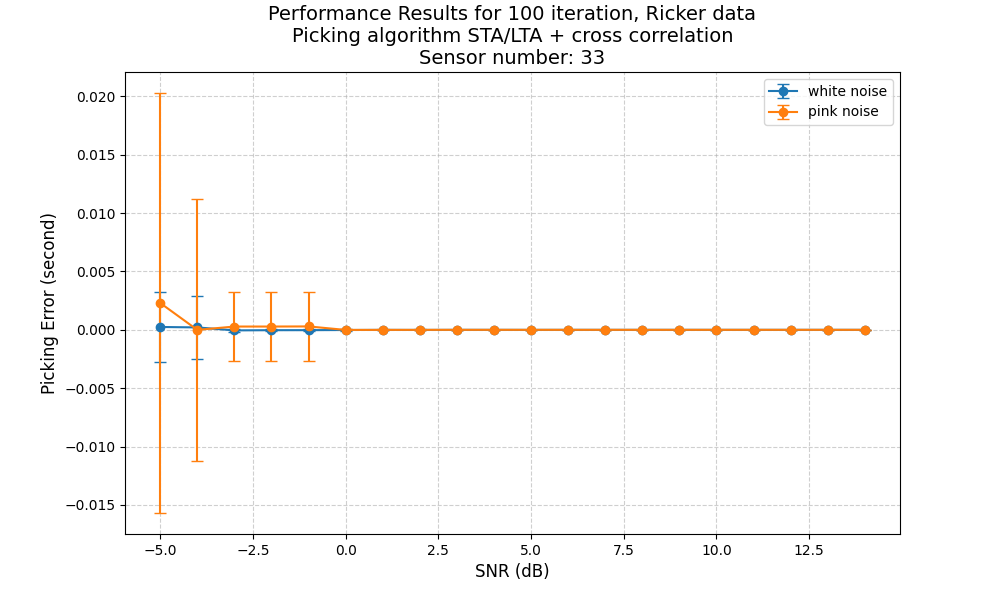 Performance Results for 100 iteration, Ricker data
Picking algorithm STA/LTA + cross correlation
Sensor number: 33
white noise
pink noise
Picking Error (second)
0.020
0.015
0.010
0.005
0.000
−0.005
−0.010
−0.015
−5.0 −2.5 0.0 2.5 5.0 7.5 10.0 12.5
SNR (dB)